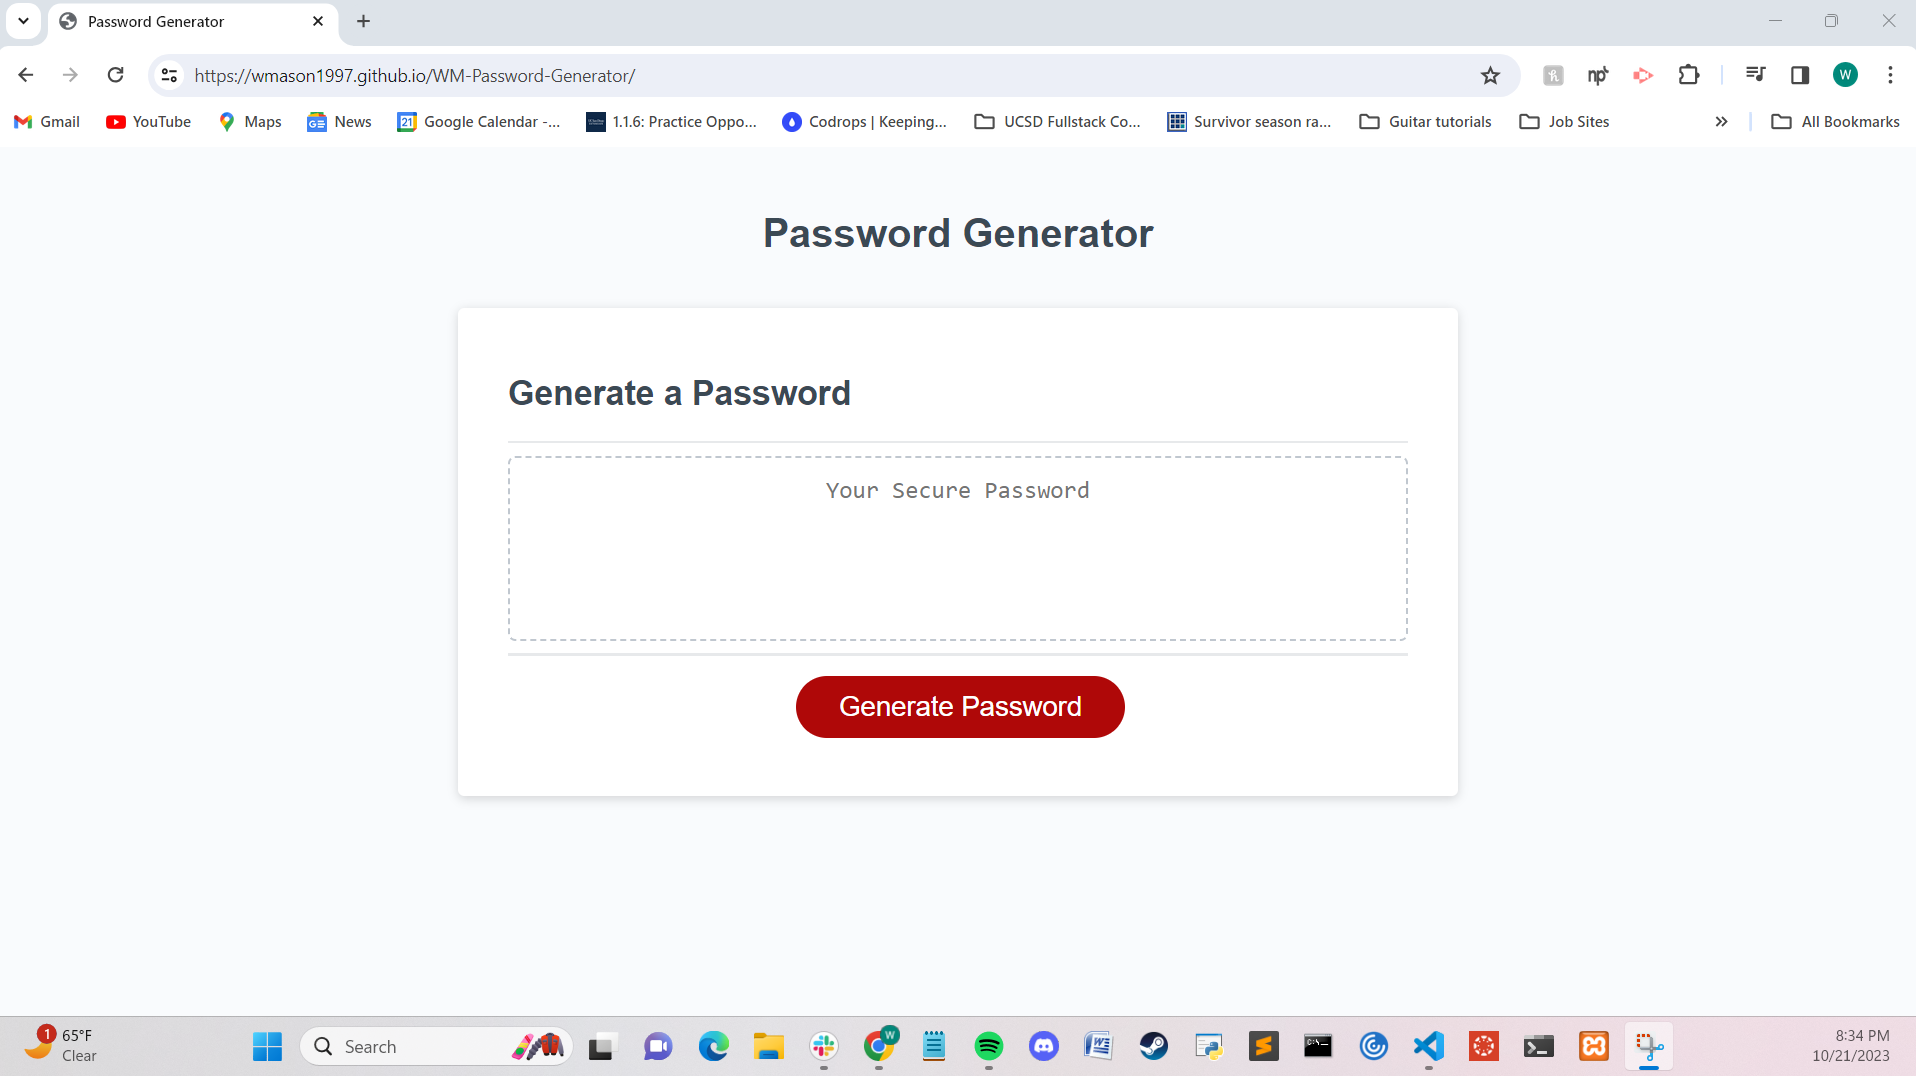 Password Generator
https://wmason1997.github.io/WM-Password-Generator/
W
Gmail
YouTube
Maps
News
Google Calendar -...
1.1.6: Practice Oppo...
Codrops | Keeping...
UCSD Fullstack Co...
Survivor season ra...
Guitar tutorials
Job Sites
All Bookmarks
Password Generator
Generate a Password
Your Secure Password
Generate Password
1
65°F
Clear
Search
W
8:34 PM
10/21/2023